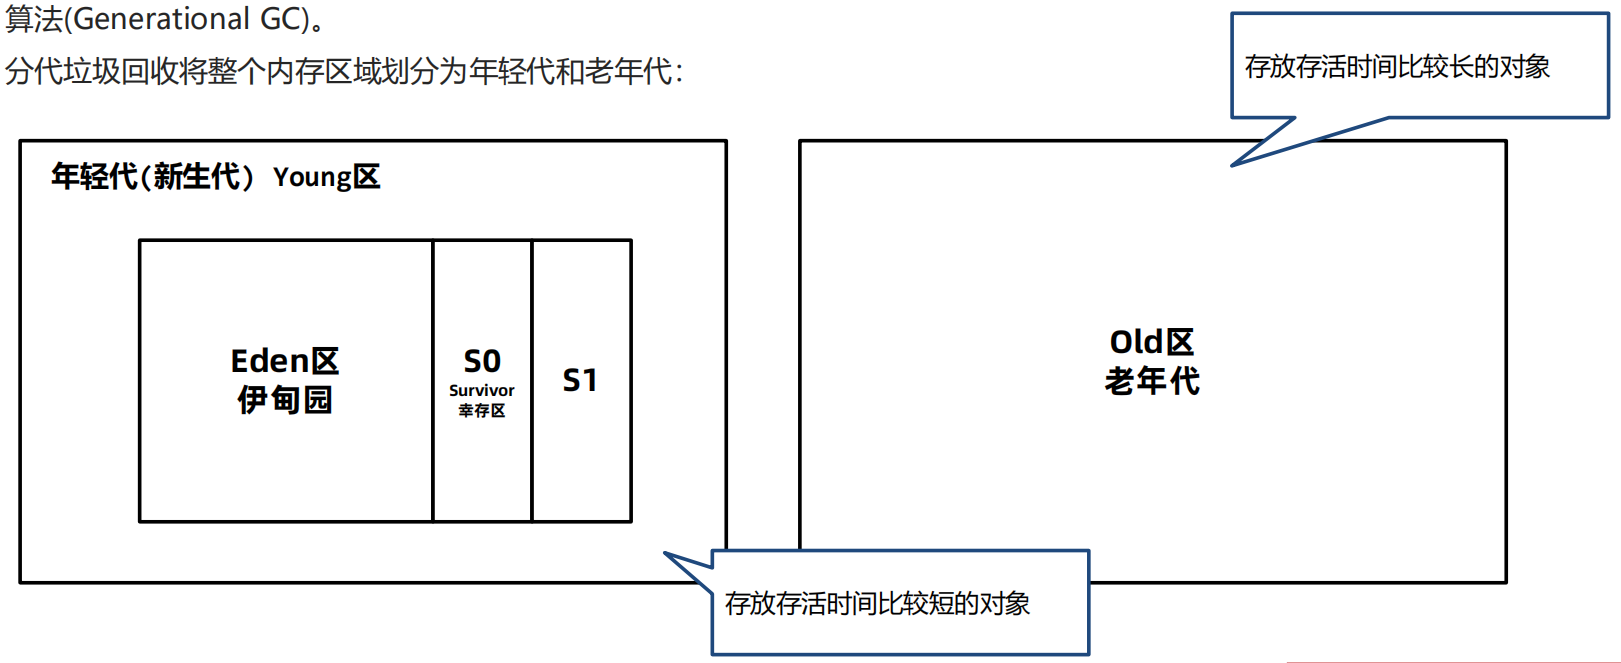 算法(Generational GC)。
分代垃圾回收将整个内存区域划分为年轻代和老年代：
存放存活时间比较长的对象
年轻代(新生代) Young区
Eden区
伊甸园
S0
Survivor
幸存区
S1
Old区
老年代
存放存活时间比较短的对象